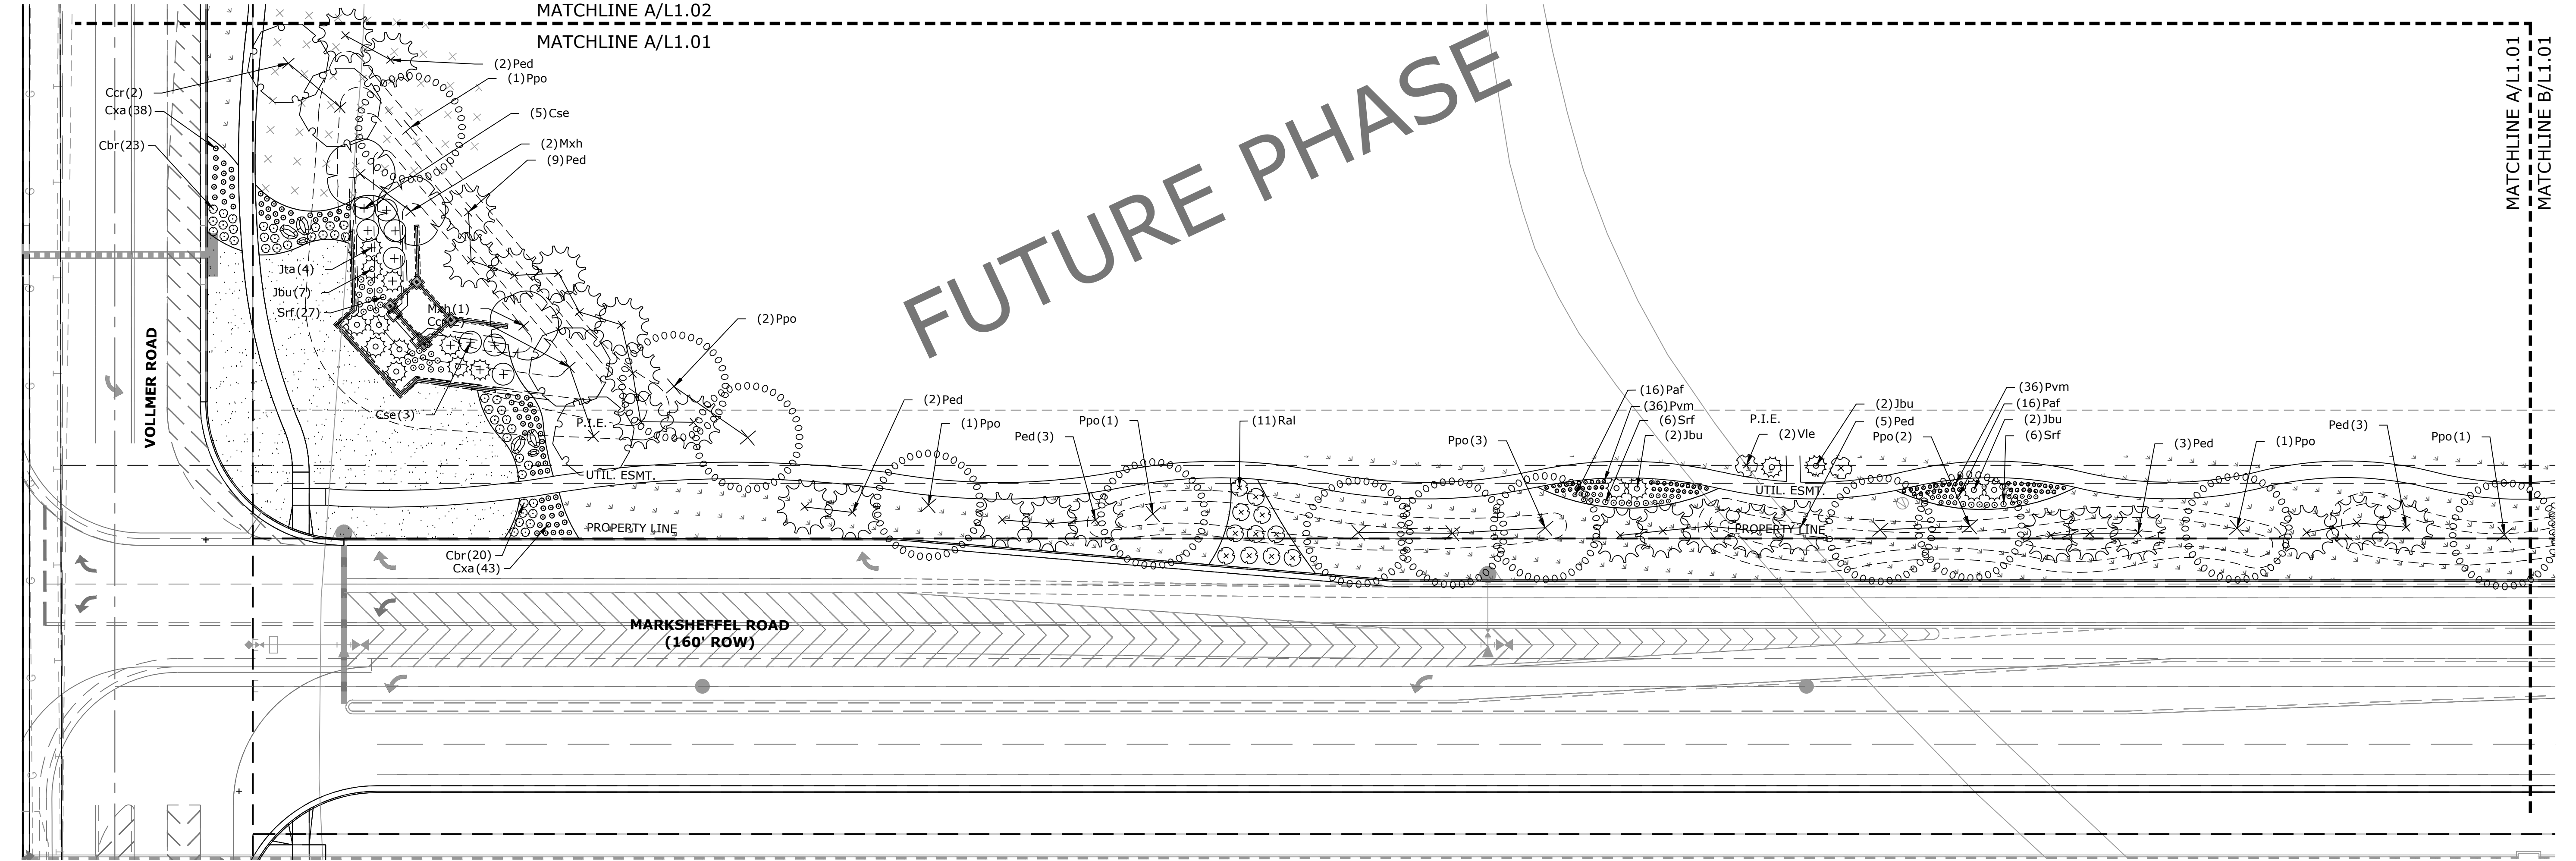 MATCHLINE A/L1.02
MATCHLINE A/L1.01
FUTURE PHASE
MATCHLINE A/L1.01
MATCHLINE B/L1.01
(2)Ped
(1)Ppo
Ccr(2)
Cxa(38)
(5)Cse
Cbr(23)
(2)Mxh
(9)Ped
Jta(4)
Jbu(7)
Srf(27)
Mxh(1)
(2)Ppo
VOLLMER ROAD
Cse(3)
P.I.E.
(2)Ped
(1)Ppo
Ped(3)
Ppo(1)
(11)Ral
Ppo(3)
(16)Paf
(36)Pvm
(6)Srf
(2)Jbu
P.I.E.
(2)Vle
(2)Jbu
(5)Ped
Ppo(2)
(36)Pvm
(16)Paf
(2)Jbu
(6)Srf
(3)Ped
(1)Ppo
Ped(3)
Ppo(1)
UTIL. ESMT.
UTIL. ESMT.
PROPERTY LINE
PROPERTY LINE
Cbr(20)
Cxa(43)
MARKSHEFFEL ROAD
(160' ROW)